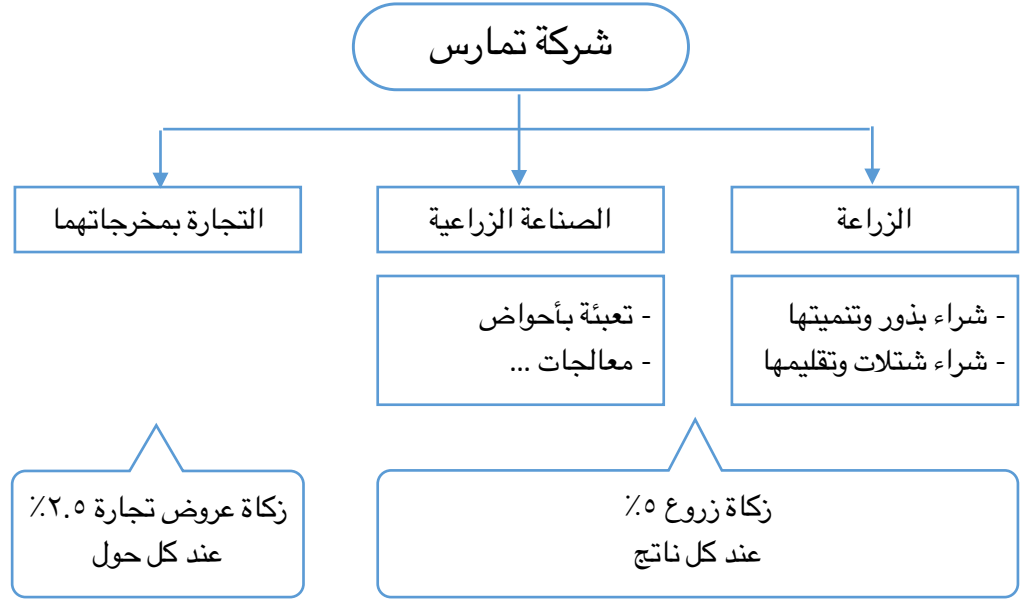 شركة تمارس
الزراعة
الصناعة الزراعية
التجارة بمخرجاتهما
- شراء بذور وتنميتها
- شراء شتلات وتقليمها
- تعبئة بأحواض
- معالجات ...
زكاة زروع ٥٪
عند كل ناتج
زكاة عروض تجارة ٢.٥٪
عند كل حول